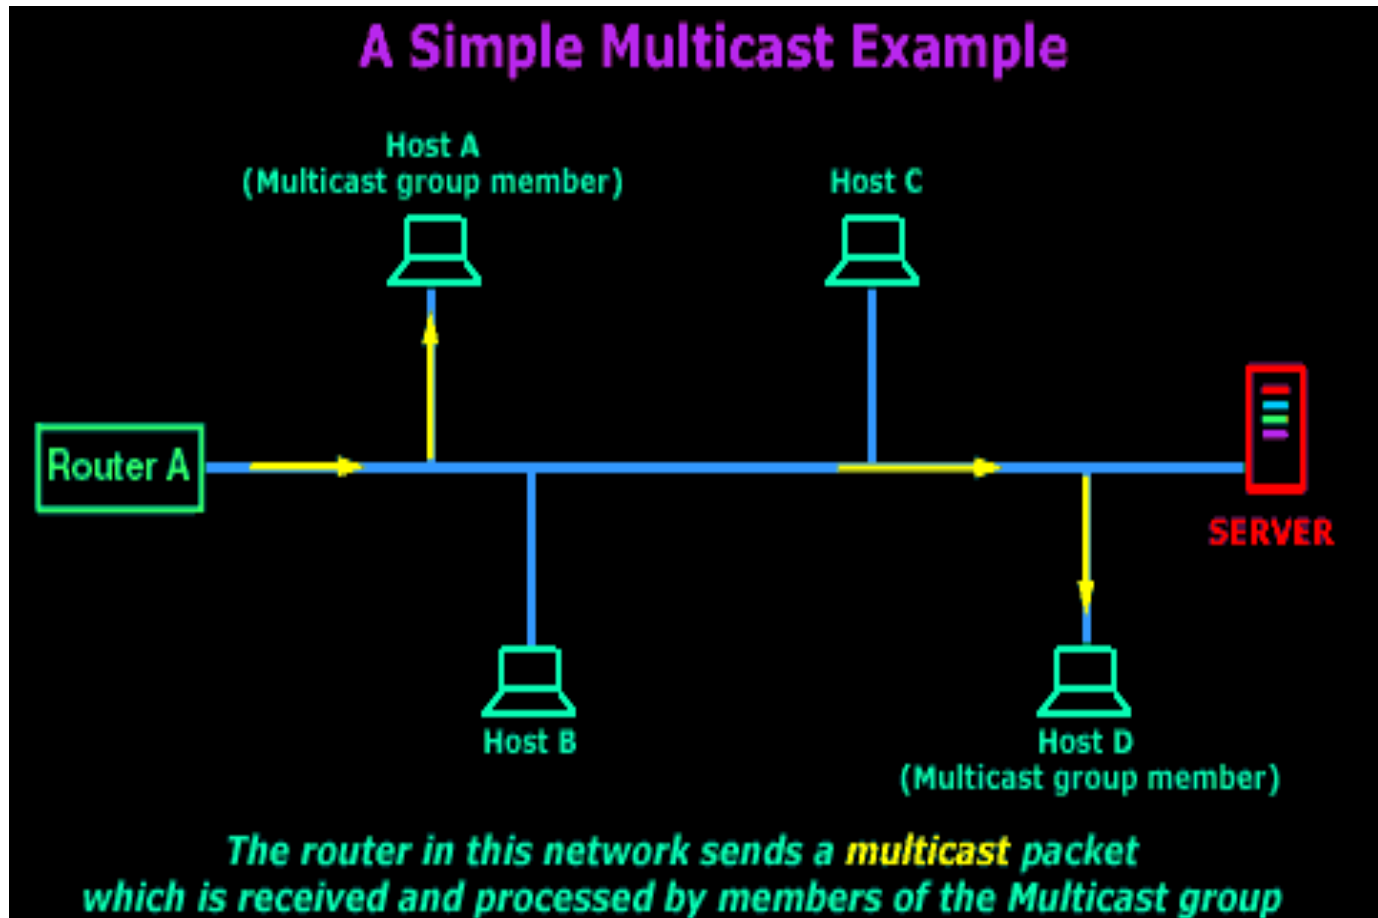 A Simple Multicast Example
Host A
(Multicast group member)
Host C
Router A
SERVER
Host B
Host D
(Multicast group member)
The router in this network sends a multicast packet
which is received and processed by members of the Multicast group